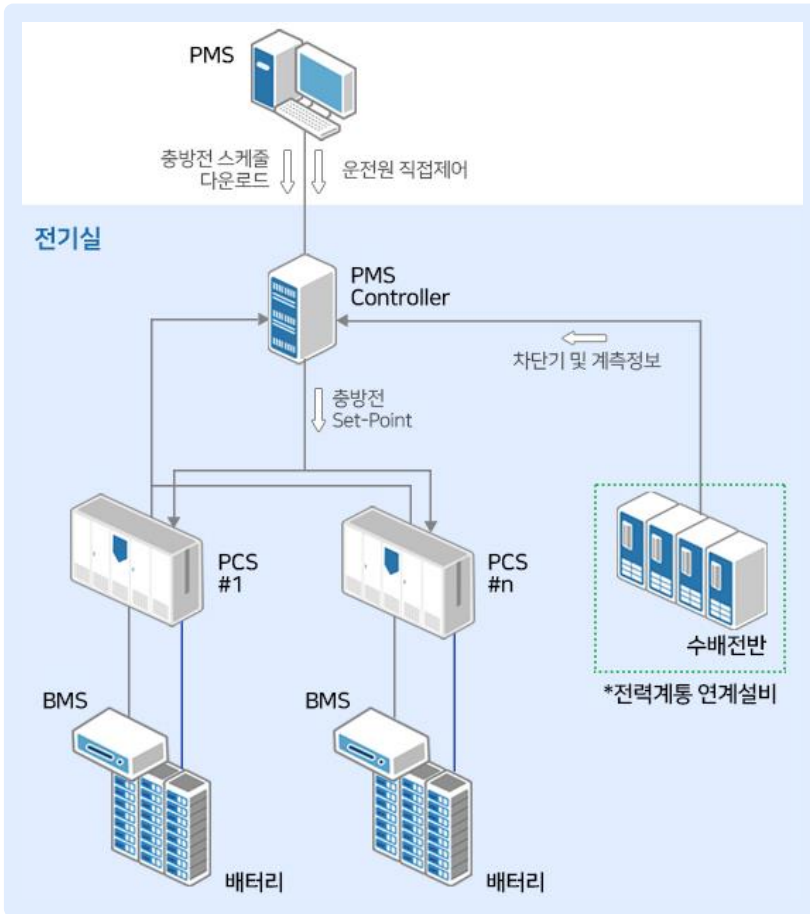 PMS
충방전 스케줄
다운로드
운전원 직접제어
전기실
PMS
Controller
차단기 및 계측정보
충방전
Set-Point
PCS
#1
PCS
#n
수배전반
*전력계통 연계설비
BMS
BMS
배터리
배터리